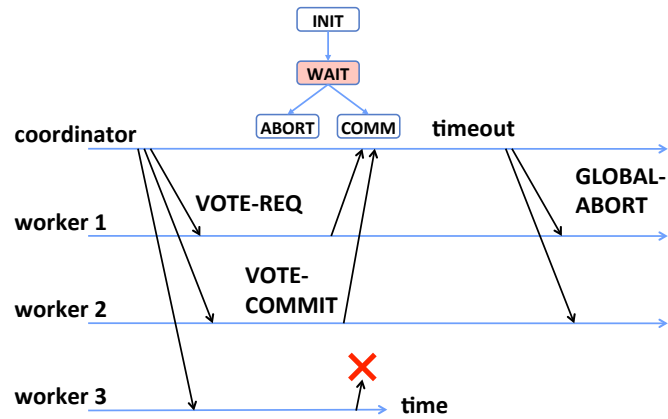 INIT
WAIT
ABORT COMM
coordinator
timeout
VOTE-REQ
GLOBAL-
ABORT
worker 1
VOTE-
COMMIT
worker 2
worker 3
time